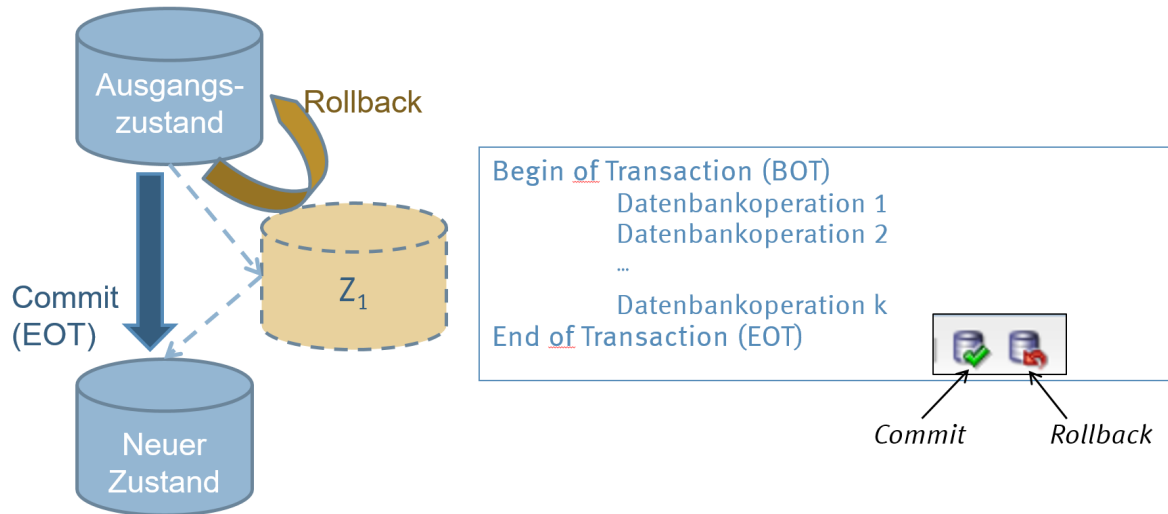 Ausgangs-
zustand
Rollback
Z1
Commit
(EOT)
Neuer
Zustand
Begin of Transaction (BOT)
Datenbankoperation 1
Datenbankoperation 2
...
Datenbankoperation k
End of Transaction (EOT)
Commit
Rollback